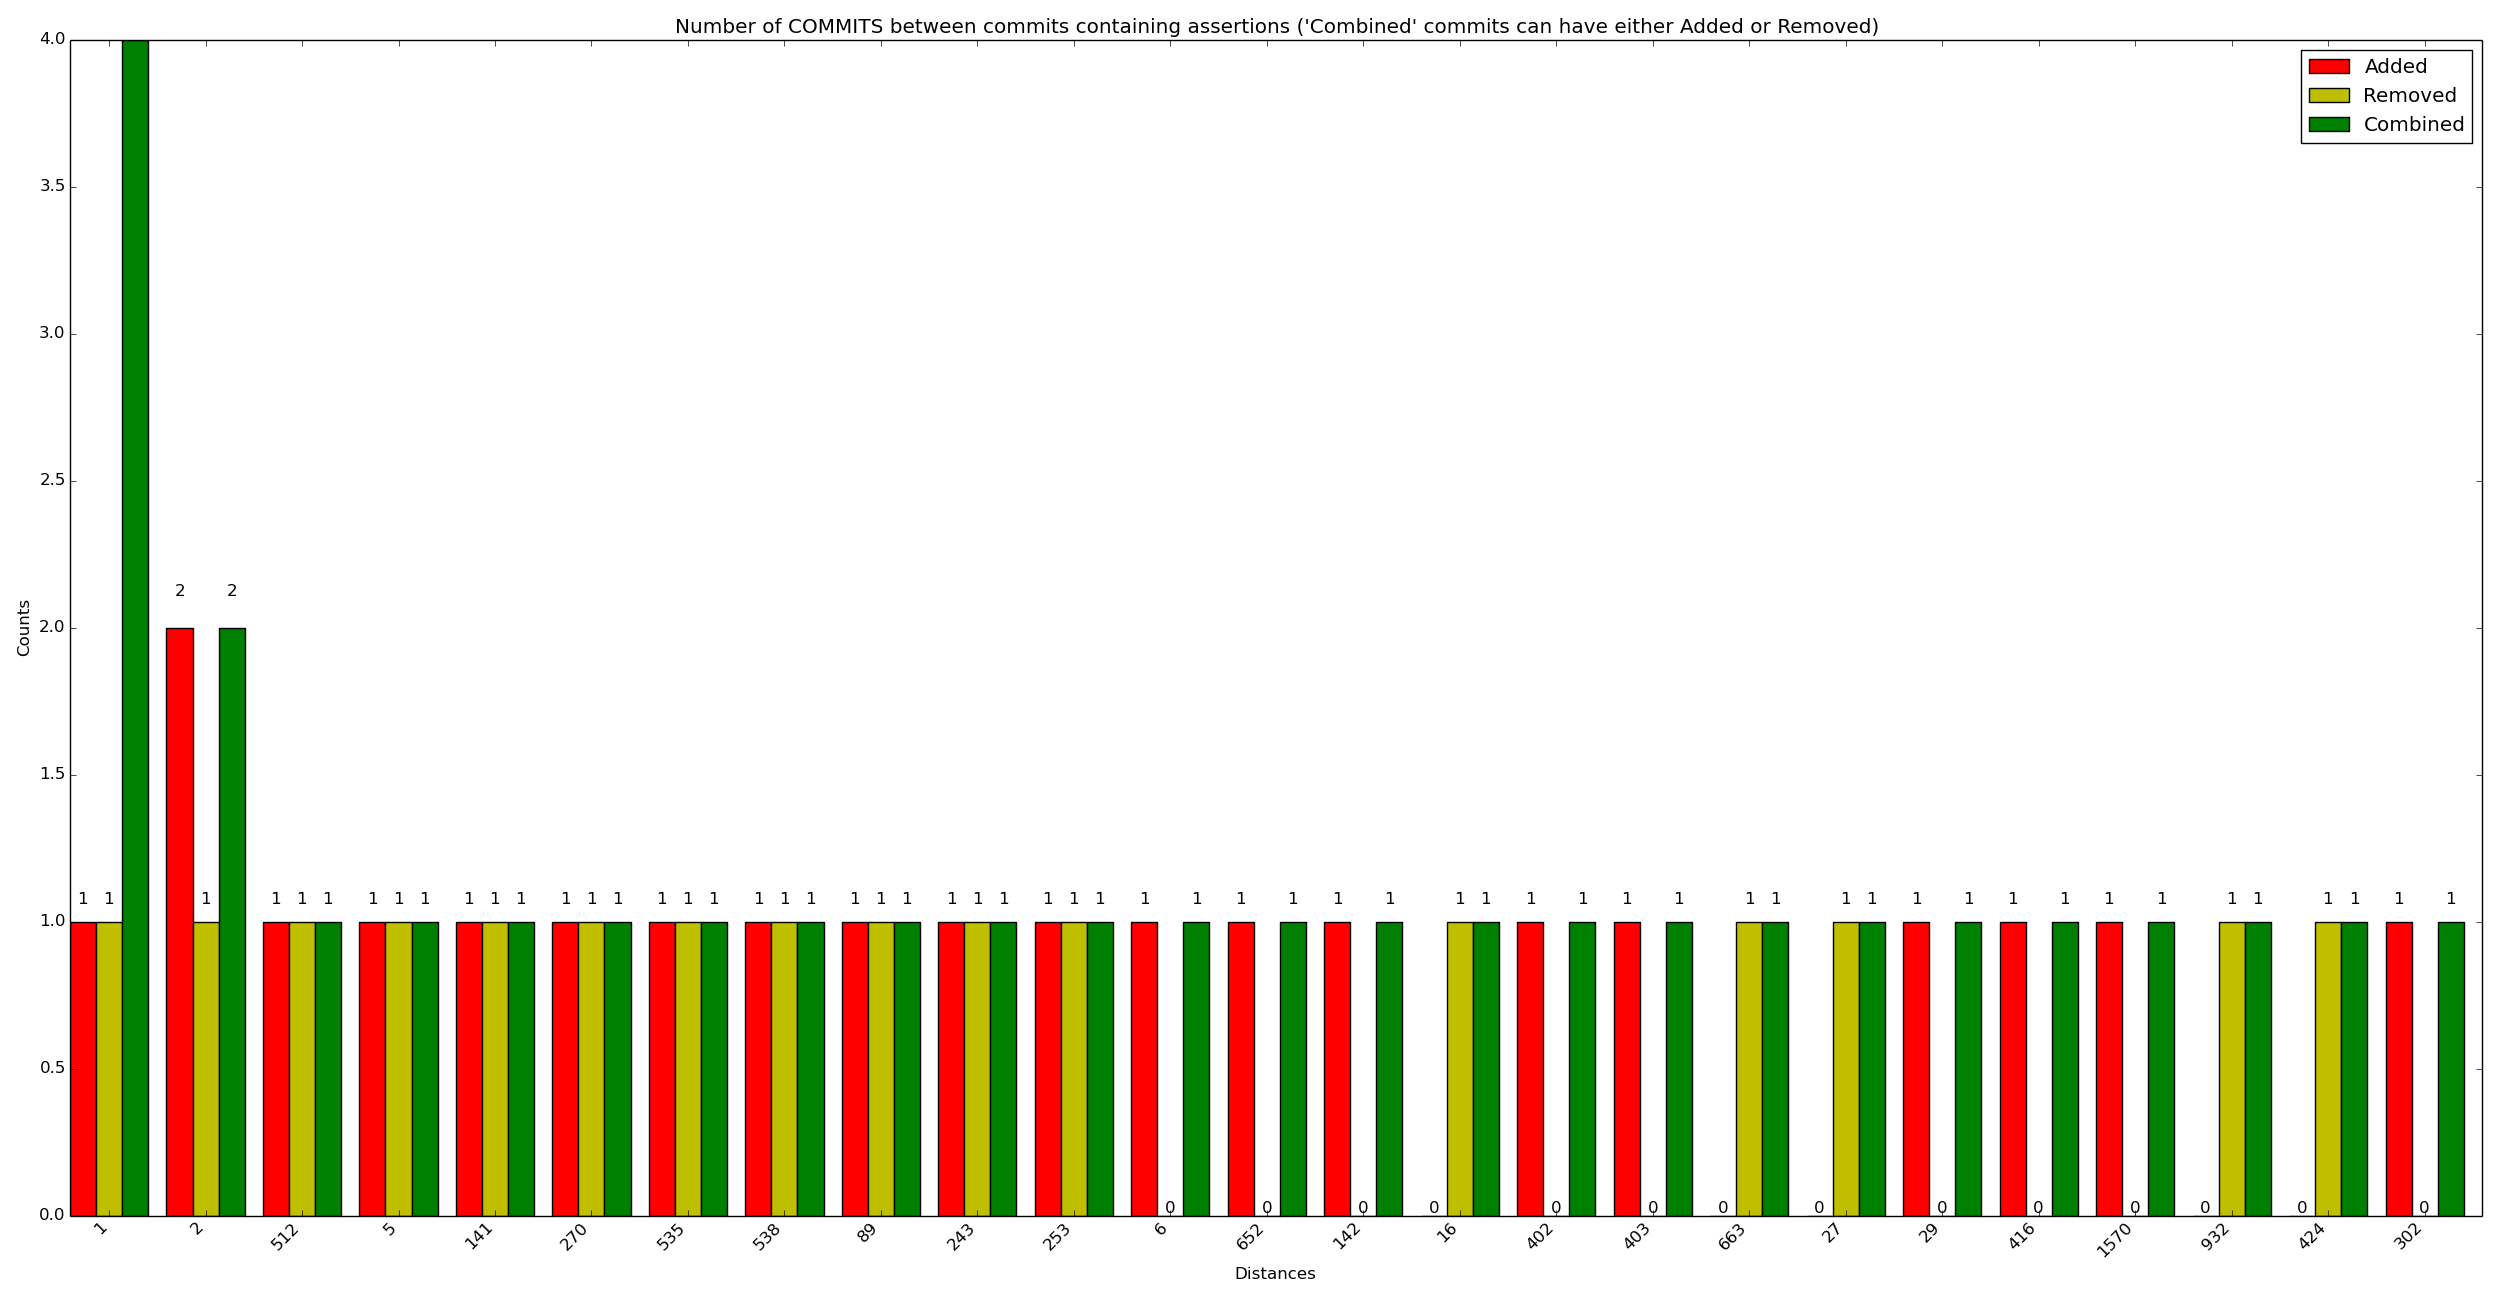 Number of COMMITS between commits containing assertions ('Combined' commits can have either Added or Removed)
4.0
Added
Removed
Combined
3.5
3.0
2.5
2 2
2.0
Counts
1.5
1 1 1 1 1 1 1 1 1 1 1 1 1 1 1 1 1 1 1 1 1 1 1 1 1 1 1 1 1 1 1 1 1 1 1 1 1 1 1 1 1 1 1 1 1 1 1 1 1 1 1 1 1 1 1 1 1 1
1.0
0.5
0 0 0 0 0 0 0 0 0 0 0 0 0 0
0.0
1 2 512 5 141 270 535 538 89 243 253 6 652 142 16 402 403 663 27 29 416 1570 932 424 302
Distances